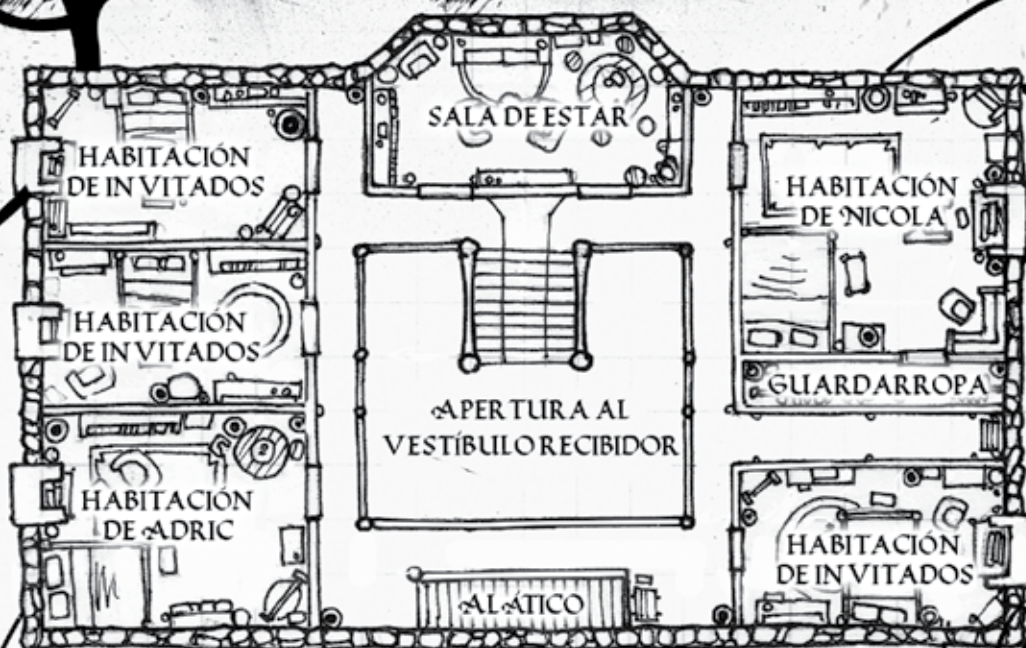 SALA DE ESTAR
HABITACIÓN
DE INVITADOS
HABITACIÓN
DE NICOLA
HABITACIÓN
DE INVITADOS
GUARDARROPA
APERTURA AL
VESTÍBULO RECIBIDOR
HABITACIÓN
DE ADRIC
HABITACIÓN
DE INVITADOS
AL ÁTICO